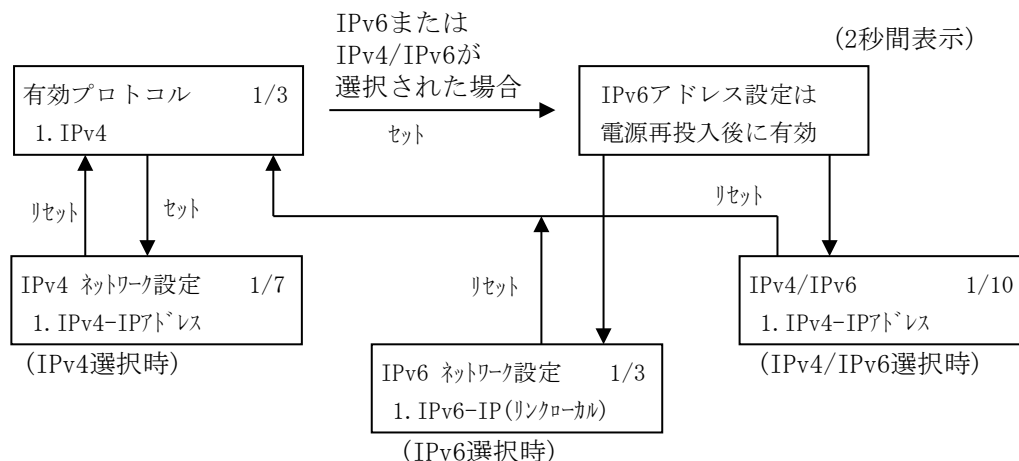 IPv6または
IPv4/IPv6が
選択された場合
(2秒間表示)
有効プロトコル 1/3
1.IPv4
セット
IPv6アドレス設定は
電源再投入後に有効
リセット
セット
リセット
リセット
IPv4 ネットワーク設定 1/7
1.IPv4-IPアドレス
(IPv4選択時)
IPv4/IPv6 1/10
1.IPv4-IPアドレス
(IPv4/IPv6選択時)
IPv6 ネットワーク設定 1/3
1.IPv6-IP(リンクローカル)
(IPv6選択時)